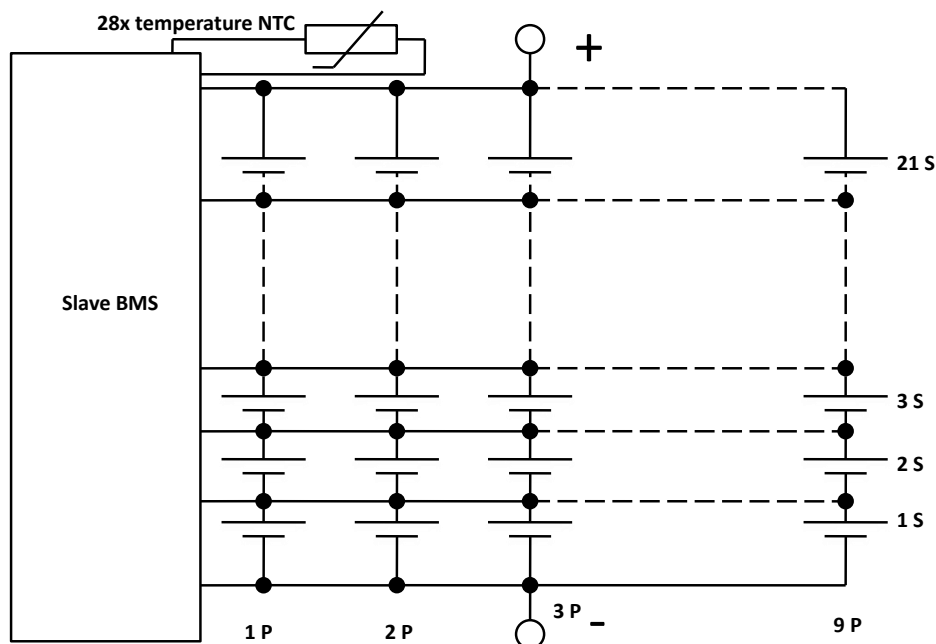 28x temperature NTC
+
21 S
Slave BMS
3 S
2 S
1 S
1 P
2 P
3 P
-
9 P